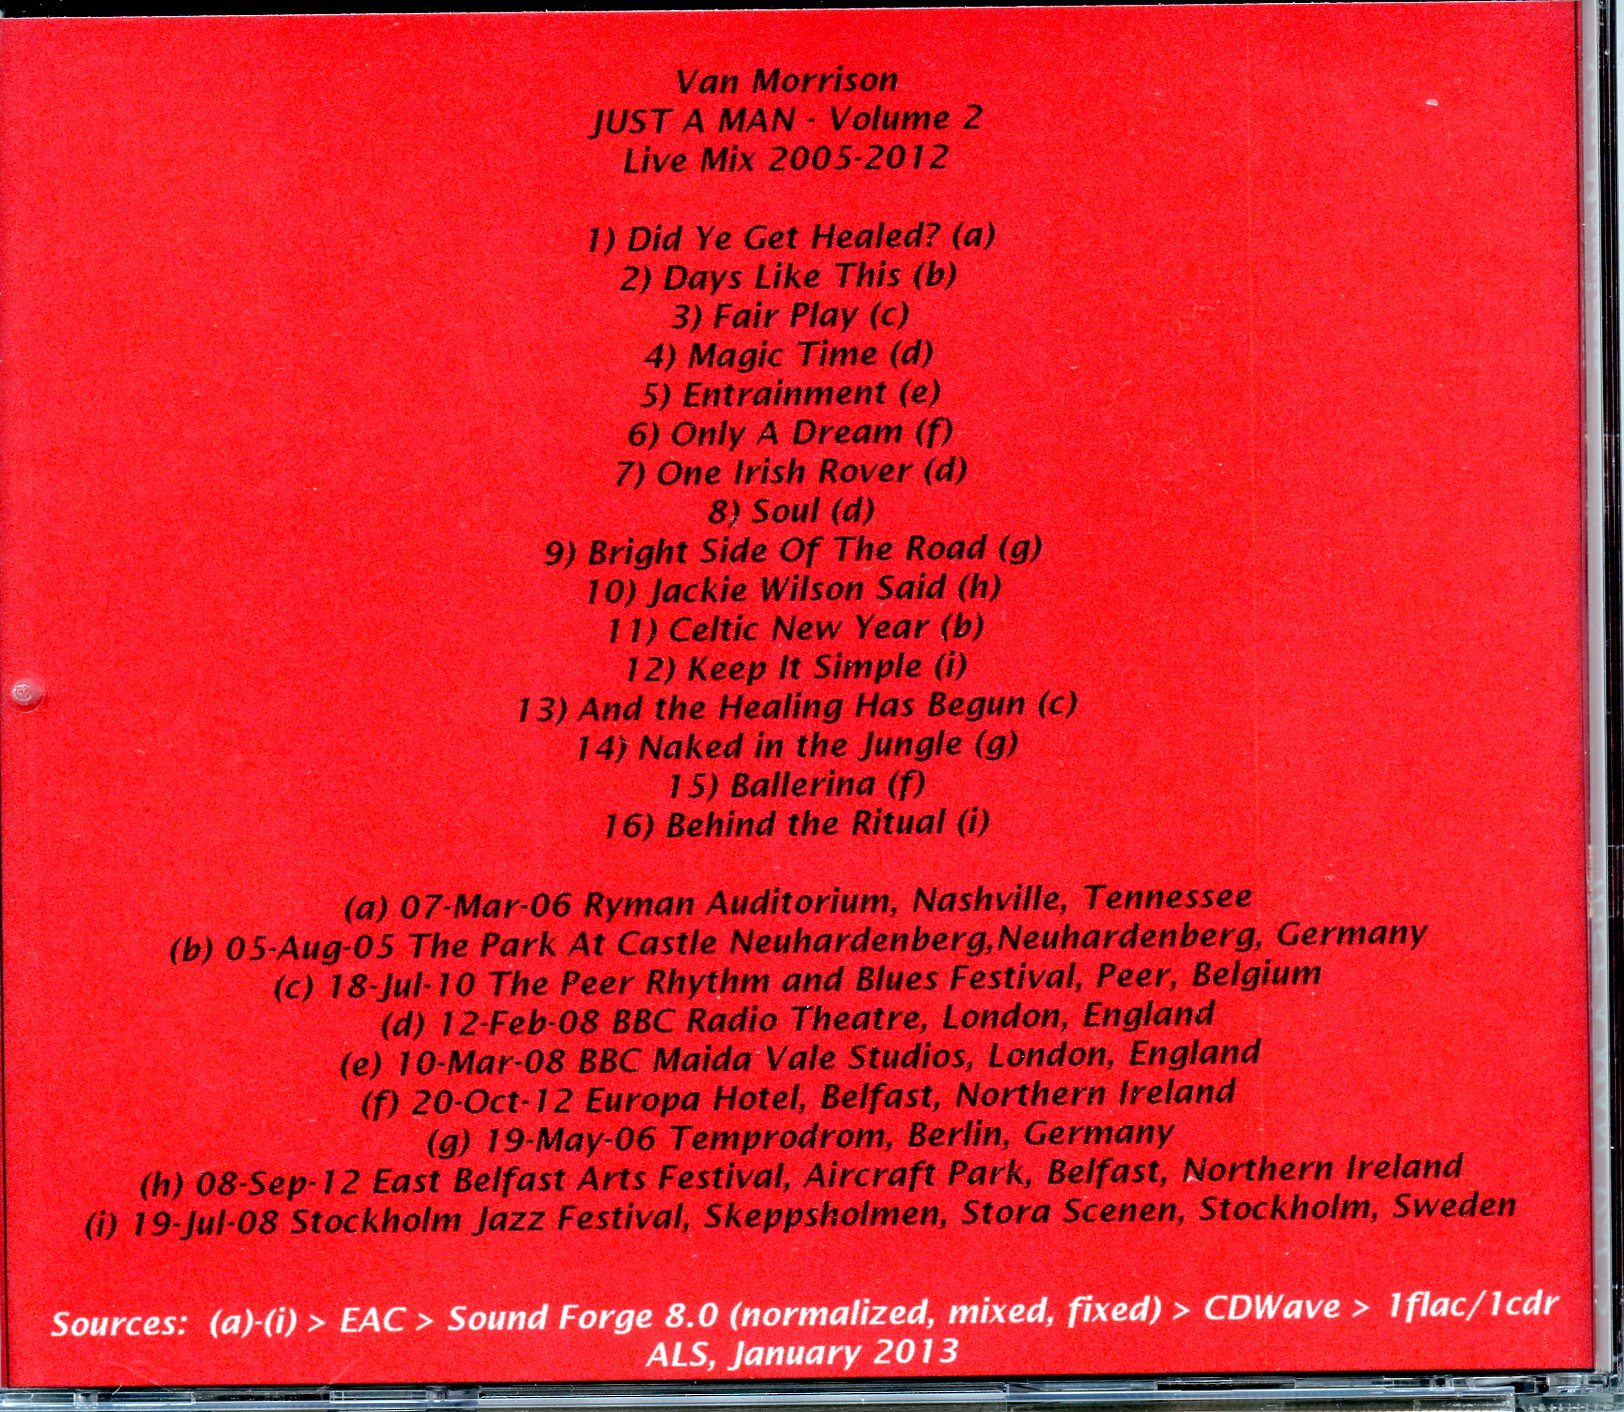 Van Morrison
JUST A MAN - Volume 2
Live Mix 2005-2012
1) Did Ye Get Healed? (a)
2) Days Like This (b)
3) Fair Play (c)
4) Magic Time (d)
5) Entrainment (e)
6) Only A Dream (f)
7) One Irish Rover (d)
8) Soul (d)
9) Bright Side Of The Road (g)
10) Jackie Wilson Said (h)
11) Celtic New Year (b)
12) Keep It Simple (i)
13) And the Healing Has Begun (c)
14) Naked in the Jungle (g)
15) Ballerina (f)
16) Behind the Ritual (i)
(a) 07-Mar-06 Ryman Auditorium, Nashville, Tennessee
(b) 05-Aug-05 The Park At Castle Neuhardenberg,Neuhardenberg, Germany
(c) 18-Jul-10 The Peer Rhythm and Blues Festival, Peer, Belgium
(d) 12-Feb-08 BBC Radio Theatre, London, England
(e) 10-Mar-08 BBC Maida Vale Studios, London, England
(f) 20-Oct-12 Europa Hotel, Belfast, Northern Ireland
(g) 19-May-06 Temprodrom, Berlin, Germany
(h) 08-Sep-12 East Belfast Arts Festival, Aircraft Park, Belfast, Northern Ireland
(i) 19-Jul-08 Stockholm Jazz Festival, Skeppsholmen, Stora Scenen, Stockholm, Sweden
Sources: (a)-(i) > EAC > Sound Forge 8.0 (normalized, mixed, fixed) > CDWave > 1flac/1cdr
ALS, January 2013